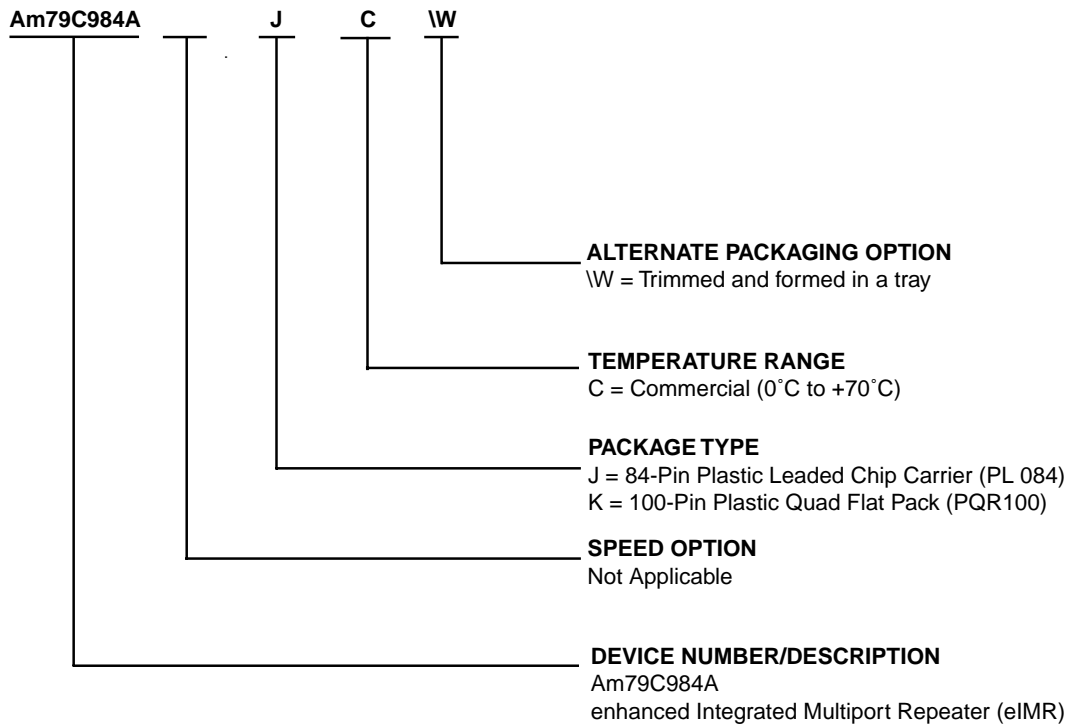 Am79C984A J C \W
ALTERNATE PACKAGING OPTION
\W = Trimmed and formed in a tray
TEMPERATURE RANGE
C = Commercial (0˚C to +70˚C)
PACKAGE TYPE
J = 84-Pin Plastic Leaded Chip Carrier (PL 084)
K = 100-Pin Plastic Quad Flat Pack (PQR100)
SPEED OPTION
Not Applicable
DEVICE NUMBER/DESCRIPTION
Am79C984A
enhanced Integrated Multiport Repeater (eIMR)